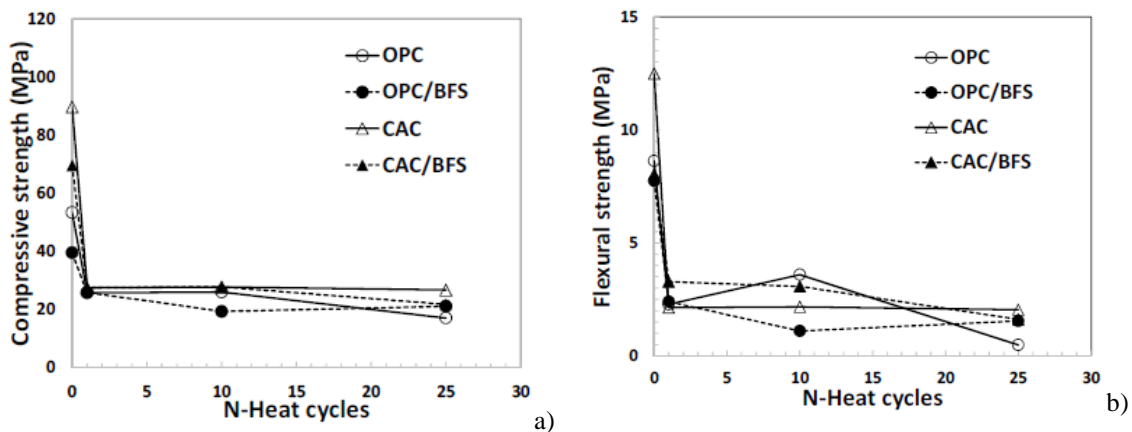 120
100
80
60
40
20
0
Compressive strength (MPa)
OPC
OPC/BFS
CAC
CAC/BFS
0 5 10 15 20 25 30
N-Heat cycles
a)
15
10
5
0
Flexural strength (MPa)
OPC
OPC/BFS
CAC
CAC/BFS
0 5 10 15 20 25 30
N-Heat cycles
b)